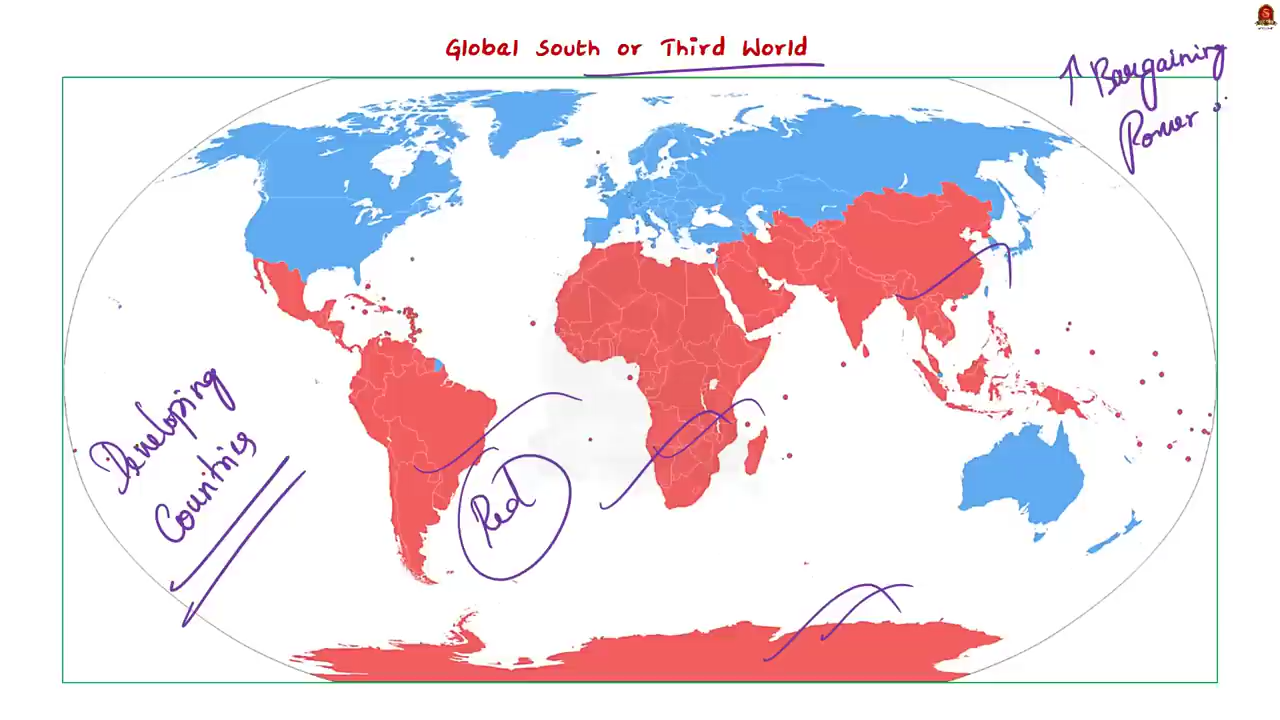 Global South or Third World
↑ Bargaining
Power
Developing
Countries
Red